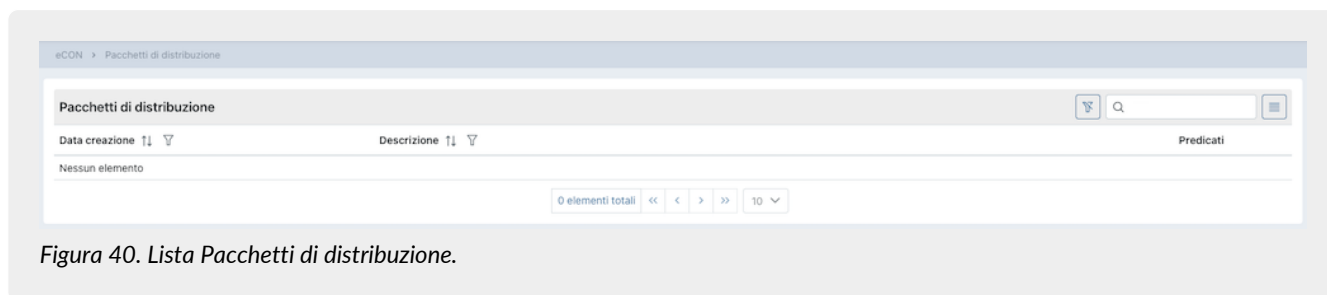 eCON > Pacchetti di distribuzione
Pacchetti di distribuzione
Data creazione Descrizione Predicati
Nessun elemento
0 elementi totali « < > » 10
Figura 40. Lista Pacchetti di distribuzione.